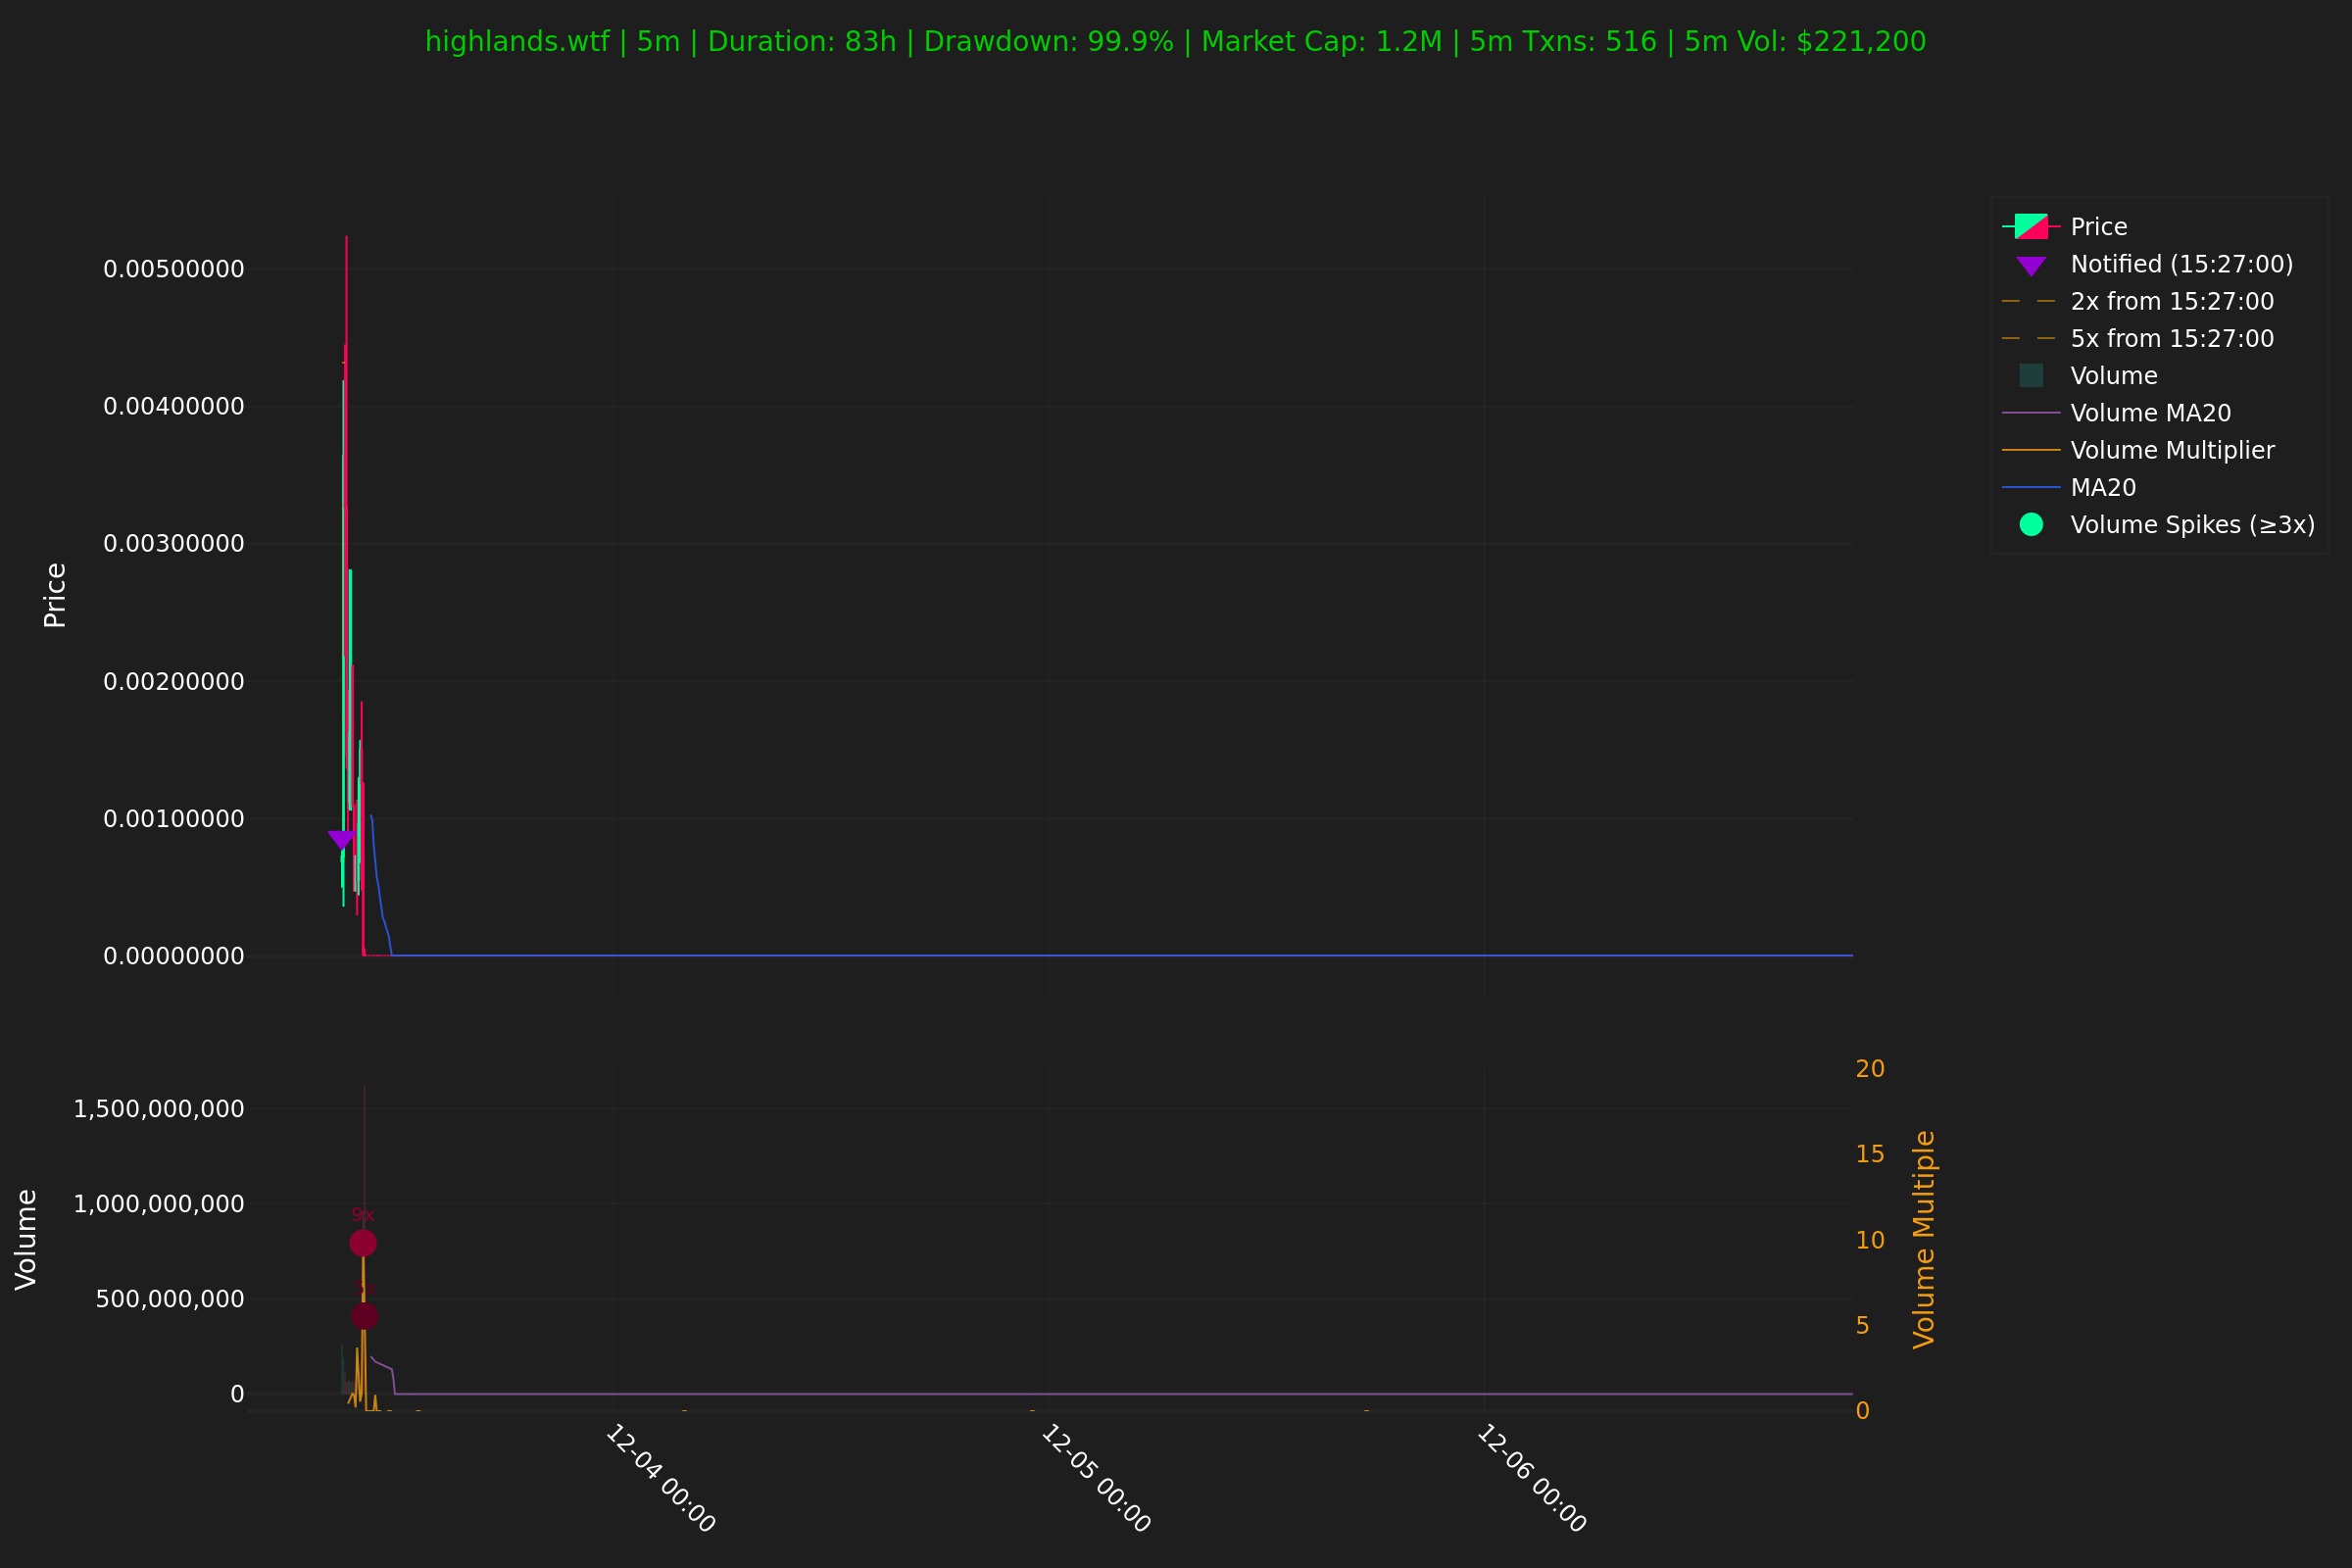 highlands.wtf | 5m | Duration: 83h | Drawdown: 99.9% | Market Cap: 1.2M | 5m Txns: 516 | 5m Vol: $221,200
Price
0.00500000
0.00400000
0.00300000
0.00200000
0.00100000
0.00000000
Price
Notified (15:27:00)
2x from 15:27:00
5x from 15:27:00
Volume
Volume MA20
Volume Multiplier
MA20
Volume Spikes (≥3x)
Volume
1,500,000,000
1,000,000,000
500,000,000
0
9x
20
15
10
5
0
Volume Multiple
12-04 00:00
12-05 00:00
12-06 00:00